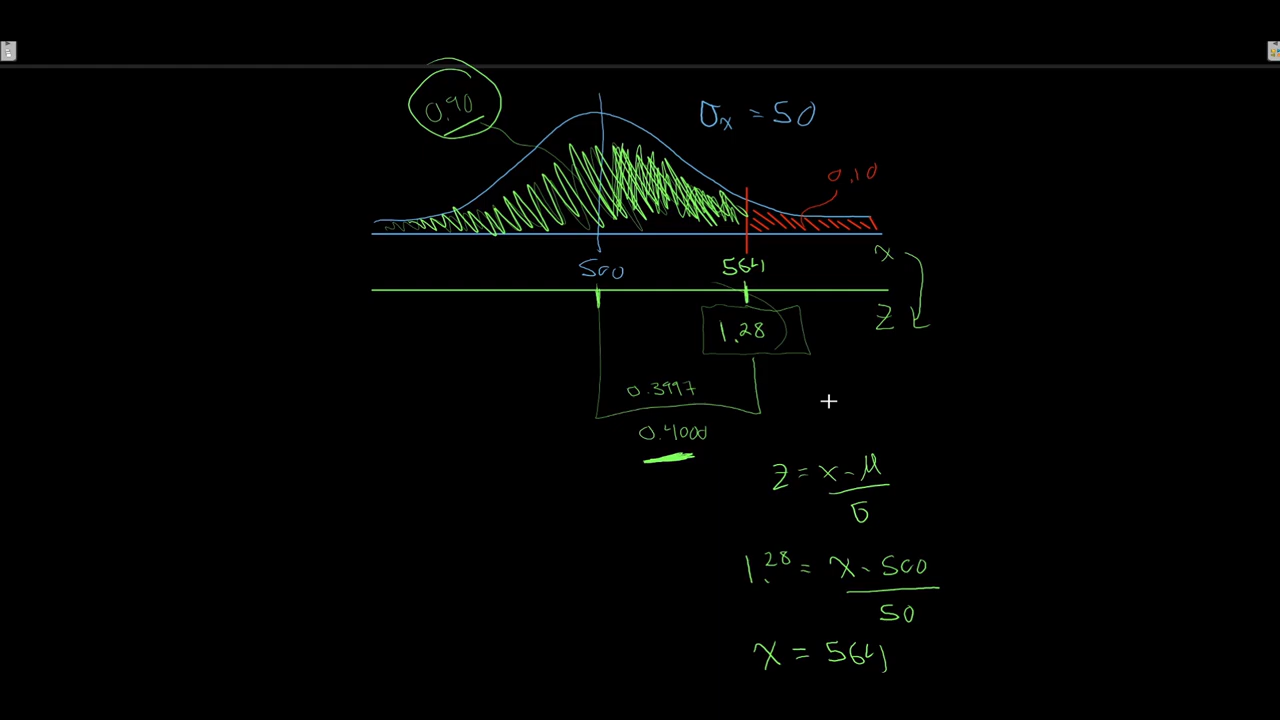 0.90
σx = 50
0.10
x
500
564
Z
1.28
0.3997
0.4000
Z = x - μ
σ
1.28 = x - 500
50
x = 564